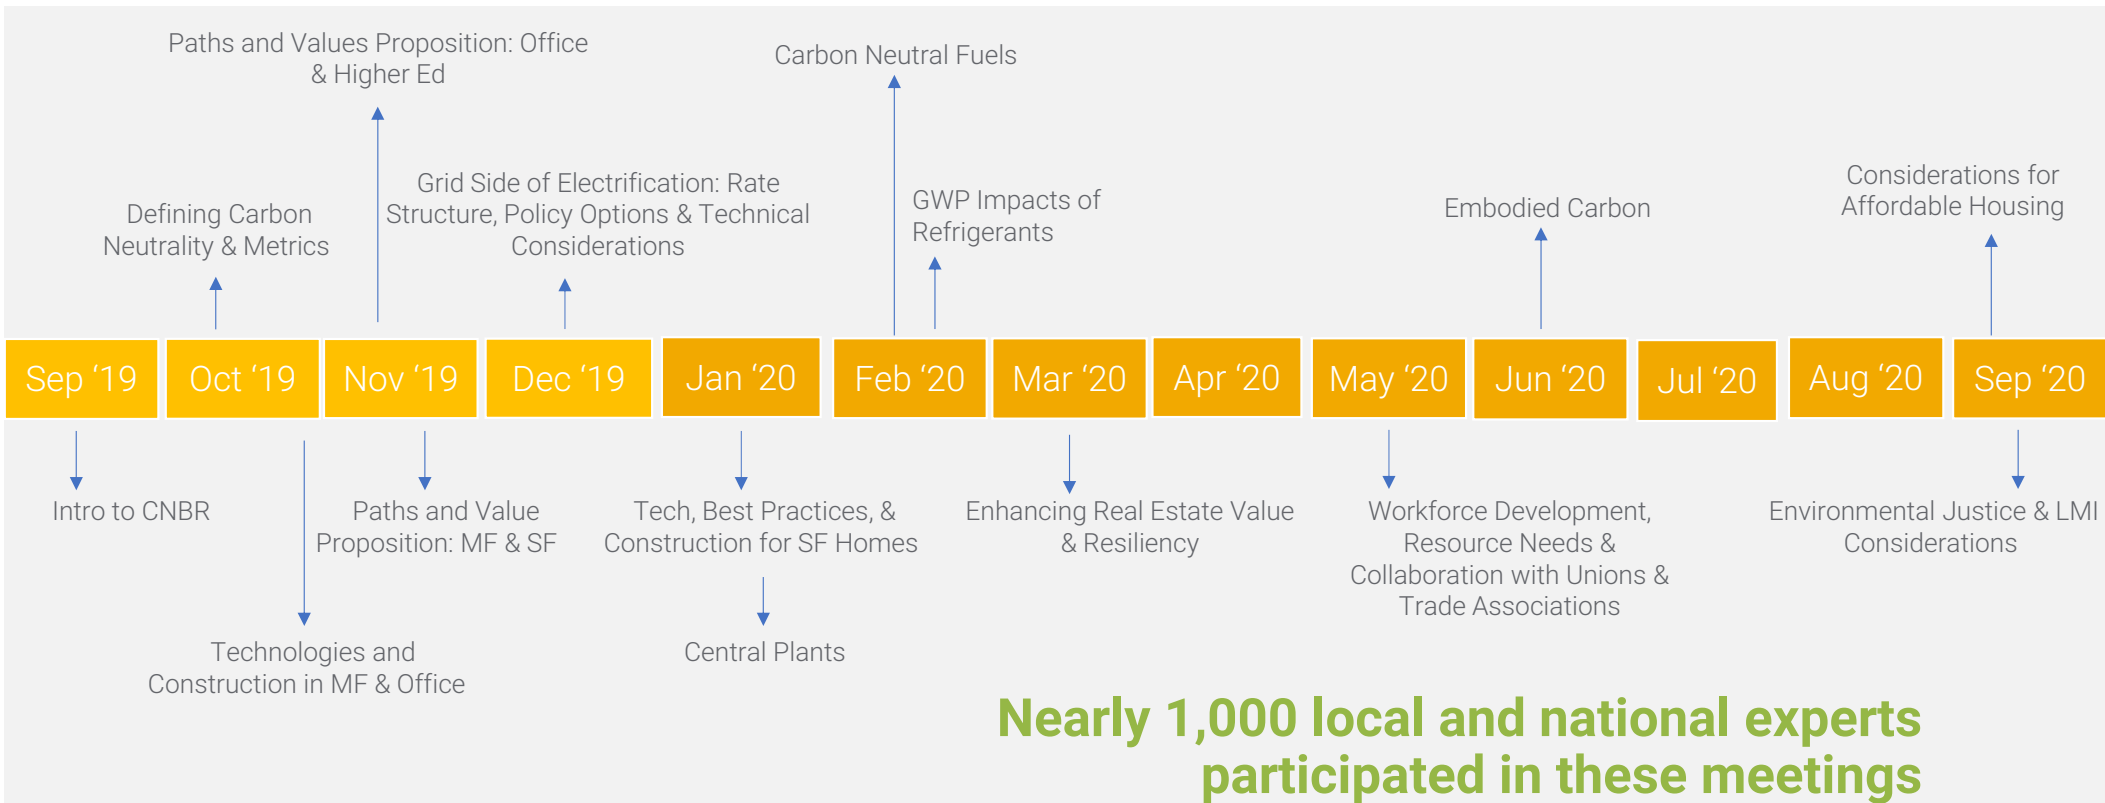 Paths and Values Proposition: Office
& Higher Ed
Carbon Neutral Fuels
Defining Carbon
Neutrality & Metrics
Grid Side of Electrification: Rate
Structure, Policy Options & Technical
Considerations
GWP Impacts of
Refrigerants
Embodied Carbon
Considerations for
Affordable Housing
Sep ‘19
Oct ‘19
Nov ‘19
Dec ‘19
Jan ‘20
Feb ‘20
Mar ‘20
Apr ‘20
May ‘20
Jun ‘20
Jul ‘20
Aug ‘20
Sep ‘20
Intro to CNBR
Paths and Value
Proposition: MF & SF
Tech, Best Practices, &
Construction for SF Homes
Enhancing Real Estate Value
& Resiliency
Workforce Development,
Resource Needs &
Collaboration with Unions &
Trade Associations
Environmental Justice & LMI
Considerations
Technologies and
Construction in MF & Office
Central Plants
Nearly 1,000 local and national experts
participated in these meetings